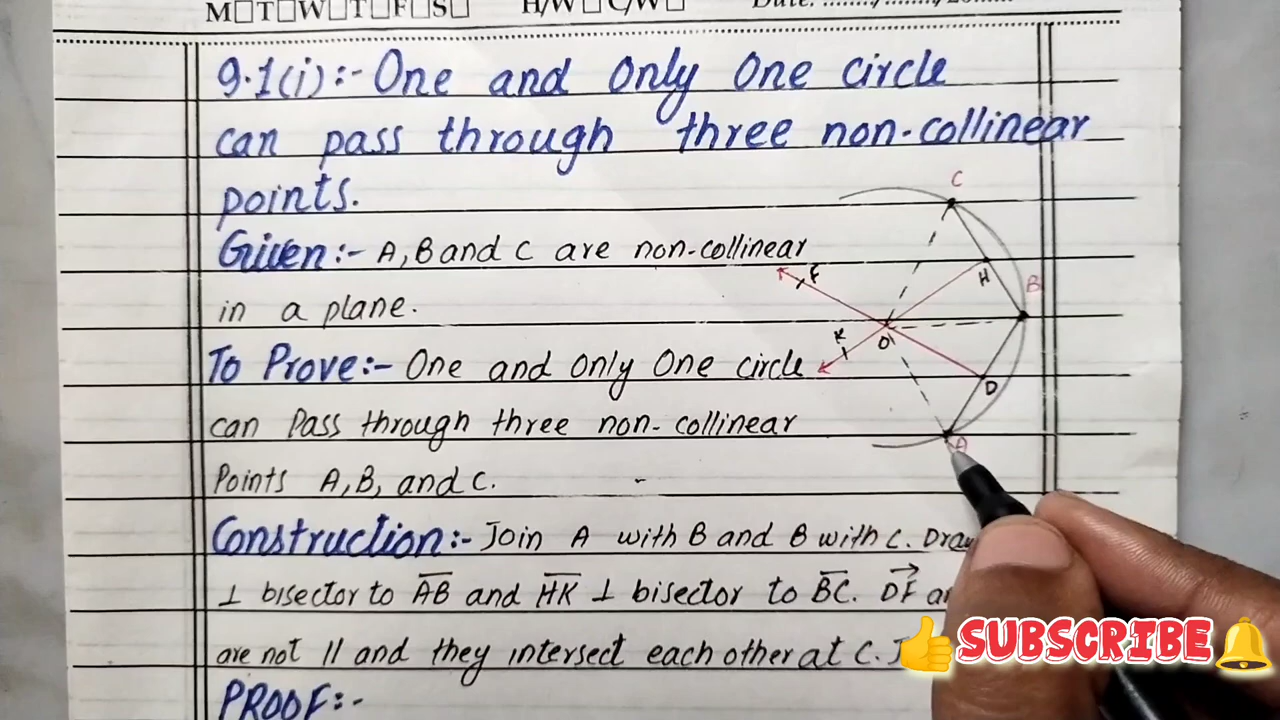 M□T□W□T□F□S□ H/W□C/W□ Date: ......../......../20........
9.1(i):- One and Only One circle
can pass through three non-collinear
points.
Given:- A, B and C are non-collinear
in a plane.
To Prove:- One and only One circle
can Pass through three non-collinear
Points A, B, and C.
Construction:- Join A with B and B with C. Draw
⊥ bisector to AB and HK ⊥ bisector to BC. DF
are not || and they intersect each other at C.
PROOF:-
C
F
H
B
K
O
D
A
SUBSCRIBE